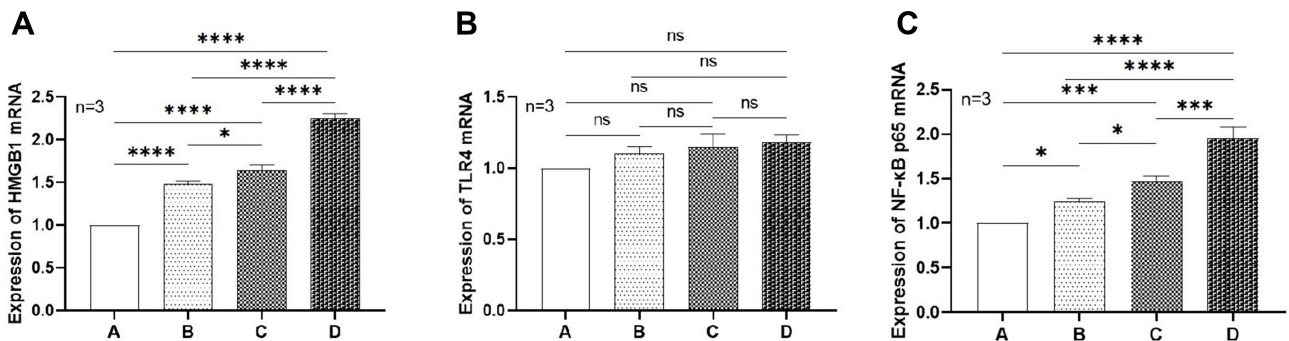 A
****
****
****
n=3
****
*
****
Expression of HMGB1 mRNA
2.5
2.0
1.5
1.0
0.5
0.0
A B C D
B
ns
ns
ns
ns
n=3
ns
ns
Expression of TLR4 mRNA
1.5
1.0
0.5
0.0
A B C D
C
****
****
***
n=3
***
*
*
Expression of NF-κB p65 mRNA
2.5
2.0
1.5
1.0
0.5
0.0
A B C D